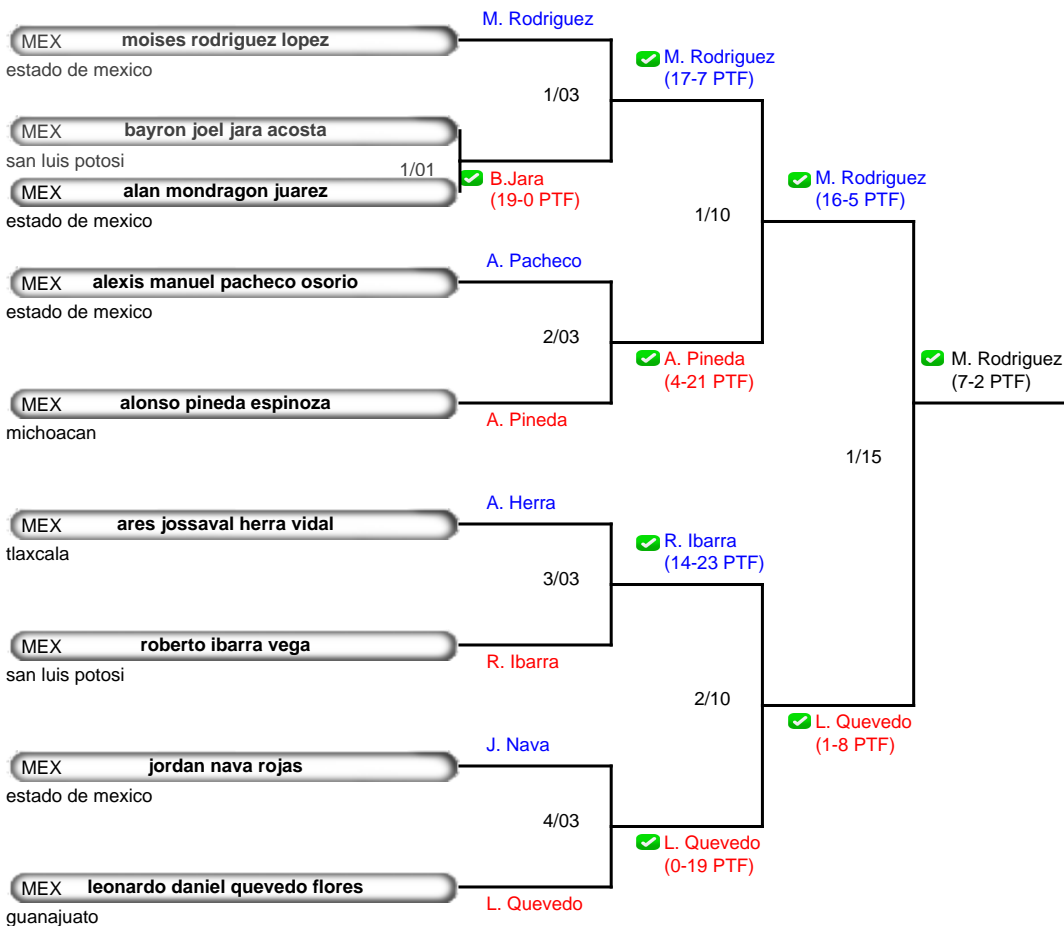 M. Rodriguez
MEX moises rodriguez lopez
estado de mexico
M. Rodriguez
(17-7 PTF)
1/03
MEX bayron joel jara acosta
san luis potosi
1/01
B.Jara
(19-0 PTF)
MEX alan mondragon juarez
estado de mexico
M. Rodriguez
(16-5 PTF)
1/10
A. Pacheco
MEX alexis manuel pacheco osorio
estado de mexico
2/03
A. Pineda
(4-21 PTF)
M. Rodriguez
(7-2 PTF)
MEX alonso pineda espinoza
A. Pineda
michoacan
1/15
A. Herra
MEX ares jossaval herra vidal
tlaxcala
R. Ibarra
(14-23 PTF)
3/03
MEX roberto ibarra vega
R. Ibarra
san luis potosi
2/10
L. Quevedo
(1-8 PTF)
J. Nava
MEX jordan nava rojas
estado de mexico
4/03
L. Quevedo
(0-19 PTF)
MEX leonardo daniel quevedo flores
L. Quevedo
guanajuato